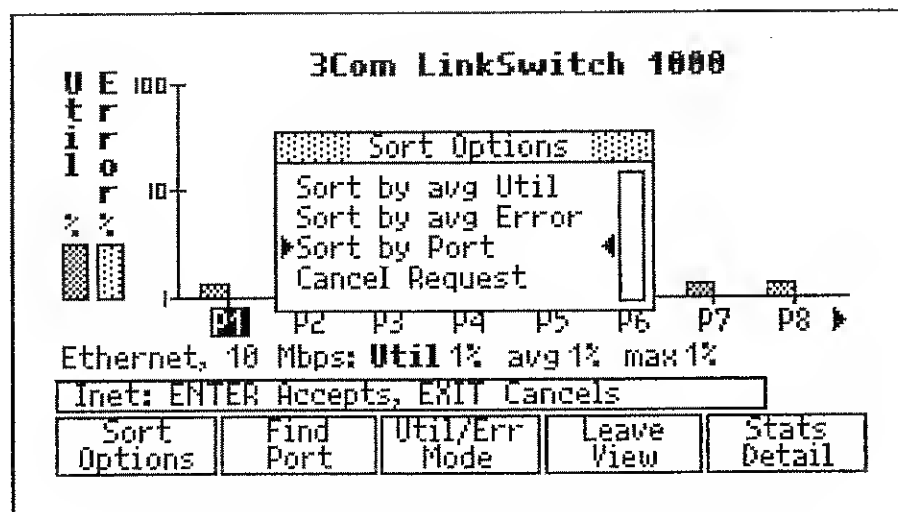 3Com LinkSwitch 1000
Util %
Error %
100
10
1
Sort Options
Sort by avg Util
Sort by avg Error
Sort by Port
Cancel Request
P1 P2 P3 P4 P5 P6 P7 P8
Ethernet, 10 Mbps: Util 1% avg 1% max 1%
Inet: ENTER Accepts, EXIT Cancels
Sort Options
Find Port
Util/Err Mode
Leave View
Stats Detail